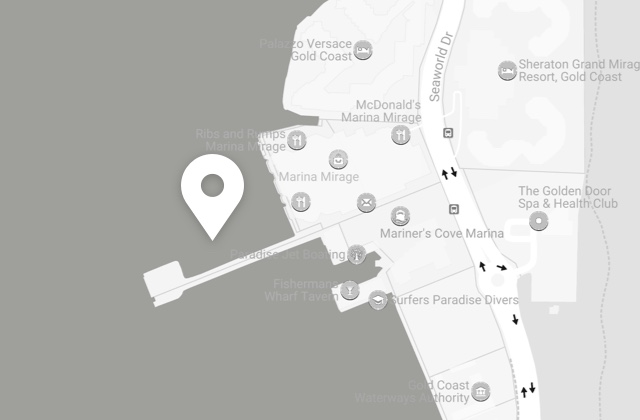 Palazzo Versace
Gold Coast
Seaworld Dr
Sheraton Grand Mirag
Resort, Gold Coast
McDonald's
Marina Mirage
Ribs and Rumps
Marina Mirage
Marina Mirage
The Golden Door
Spa & Health Club
Mariner's Cove Marina
Paradise Jet Boating
Fishermans
Wharf Tavern
Surfers Paradise Divers
Gold Coast
Waterways Authority